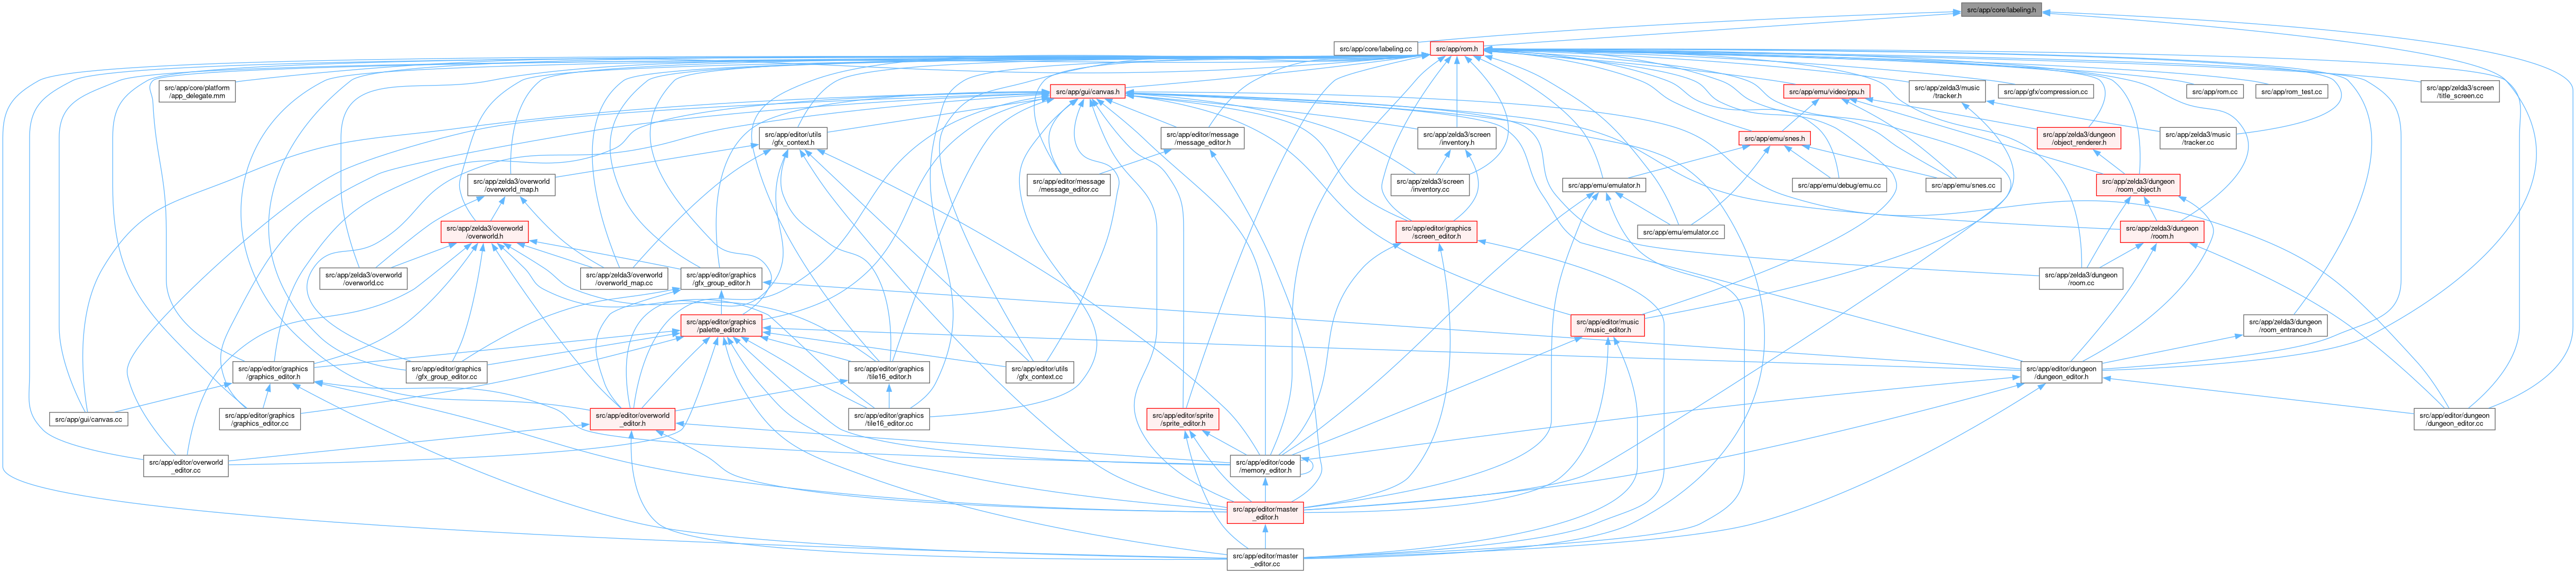 src/app/core/labeling.h
src/app/core/labeling.cc
src/app/rom.h
src/app/core/platform
/app_delegate.mm
src/app/gui/canvas.h
src/app/emu/video/ppu.h
src/app/zelda3/music
/tracker.h
src/app/gfx/compression.cc
src/app/rom.cc
src/app/rom_test.cc
src/app/zelda3/screen
/title_screen.cc
src/app/editor/utils
/gfx_context.h
src/app/editor/message
/message_editor.h
src/app/zelda3/screen
/inventory.h
src/app/emu/snes.h
src/app/zelda3/dungeon
/object_renderer.h
src/app/zelda3/music
/tracker.cc
src/app/zelda3/overworld
/overworld_map.h
src/app/editor/message
/message_editor.cc
src/app/zelda3/screen
/inventory.cc
src/app/emu/emulator.h
src/app/emu/debug/emu.cc
src/app/emu/snes.cc
src/app/zelda3/dungeon
/room_object.h
src/app/zelda3/overworld
/overworld.h
src/app/editor/graphics
/screen_editor.h
src/app/emu/emulator.cc
src/app/zelda3/dungeon
/room.h
src/app/zelda3/overworld
/overworld.cc
src/app/zelda3/overworld
/overworld_map.cc
src/app/editor/graphics
/gfx_group_editor.h
src/app/zelda3/dungeon
/room.cc
src/app/editor/graphics
/palette_editor.h
src/app/editor/music
/music_editor.h
src/app/zelda3/dungeon
/room_entrance.h
src/app/editor/graphics
/graphics_editor.h
src/app/editor/graphics
/gfx_group_editor.cc
src/app/editor/graphics
/tile16_editor.h
src/app/editor/utils
/gfx_context.cc
src/app/editor/dungeon
/dungeon_editor.h
src/app/gui/canvas.cc
src/app/editor/graphics
/graphics_editor.cc
src/app/editor/overworld
_editor.h
src/app/editor/graphics
/tile16_editor.cc
src/app/editor/sprite
/sprite_editor.h
src/app/editor/dungeon
/dungeon_editor.cc
src/app/editor/overworld
_editor.cc
src/app/editor/code
/memory_editor.h
src/app/editor/master
_editor.h
src/app/editor/master
_editor.cc